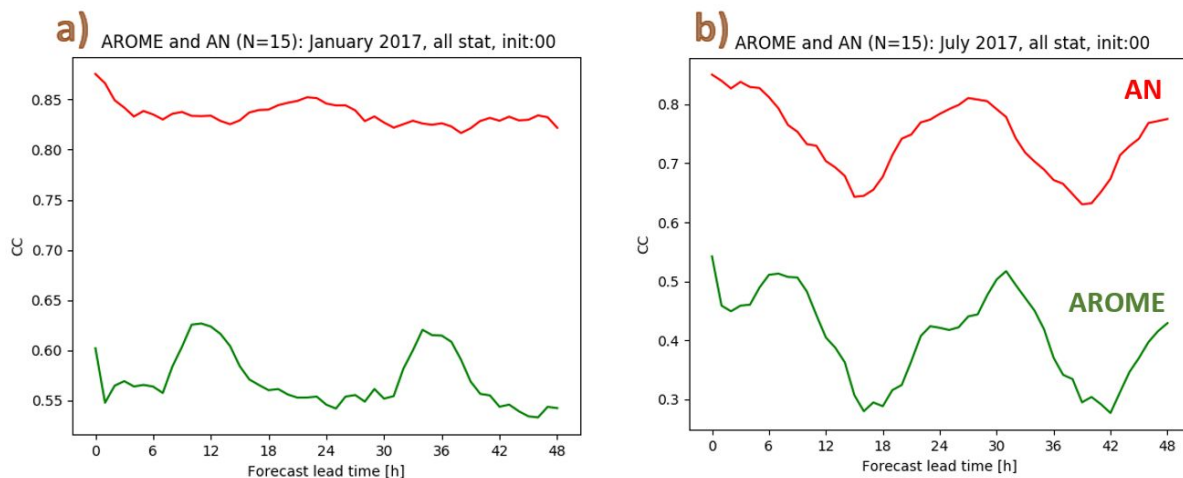 a) AROME and AN (N=15): January 2017, all stat, init:00
0.85
0.80
0.75
0.70
0.65
0.60
0.55
CC
0 6 12 18 24 30 36 42 48
Forecast lead time [h]
b) AROME and AN (N=15): July 2017, all stat, init:00
AN
AROME
0.8
0.7
0.6
0.5
0.4
0.3
CC
0 6 12 18 24 30 36 42 48
Forecast lead time [h]